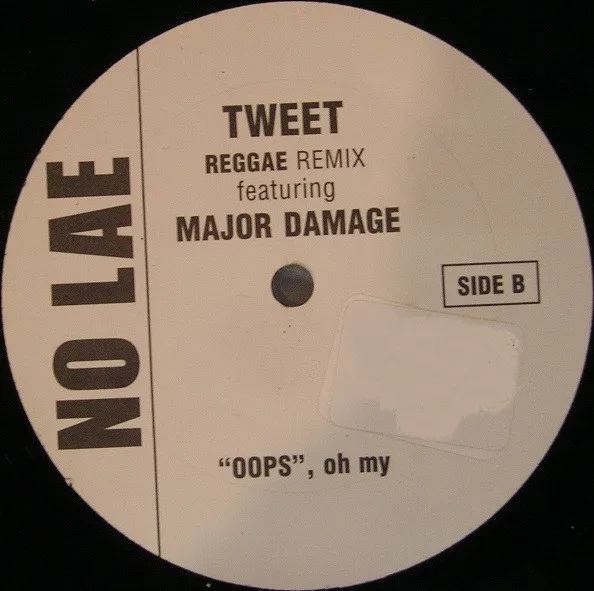 NO LAE
TWEET
REGGAE REMIX
featuring
MAJOR DAMAGE
SIDE B
“OOPS”, oh my